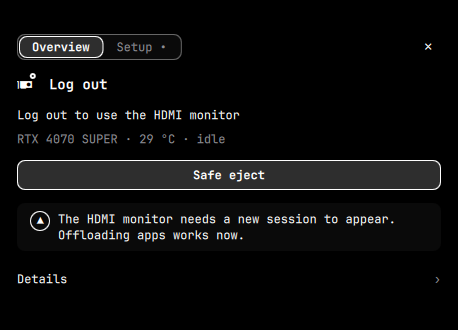 Overview Setup •
×
Log out
Log out to use the HDMI monitor
RTX 4070 SUPER · 29 °C · idle
Safe eject
The HDMI monitor needs a new session to appear.
Offloading apps works now.
Details ›